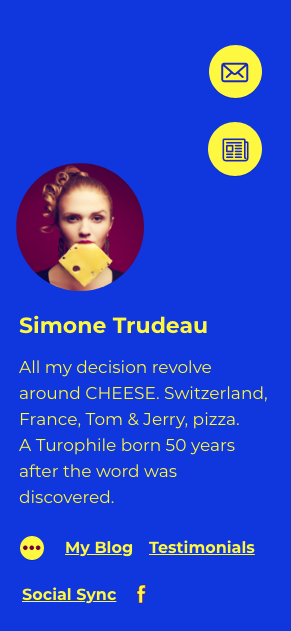 Simone Trudeau
All my decision revolve
around CHEESE. Switzerland,
France, Tom & Jerry, pizza.
A Turophile born 50 years
after the word was
discovered.
My Blog Testimonials
Social Sync f